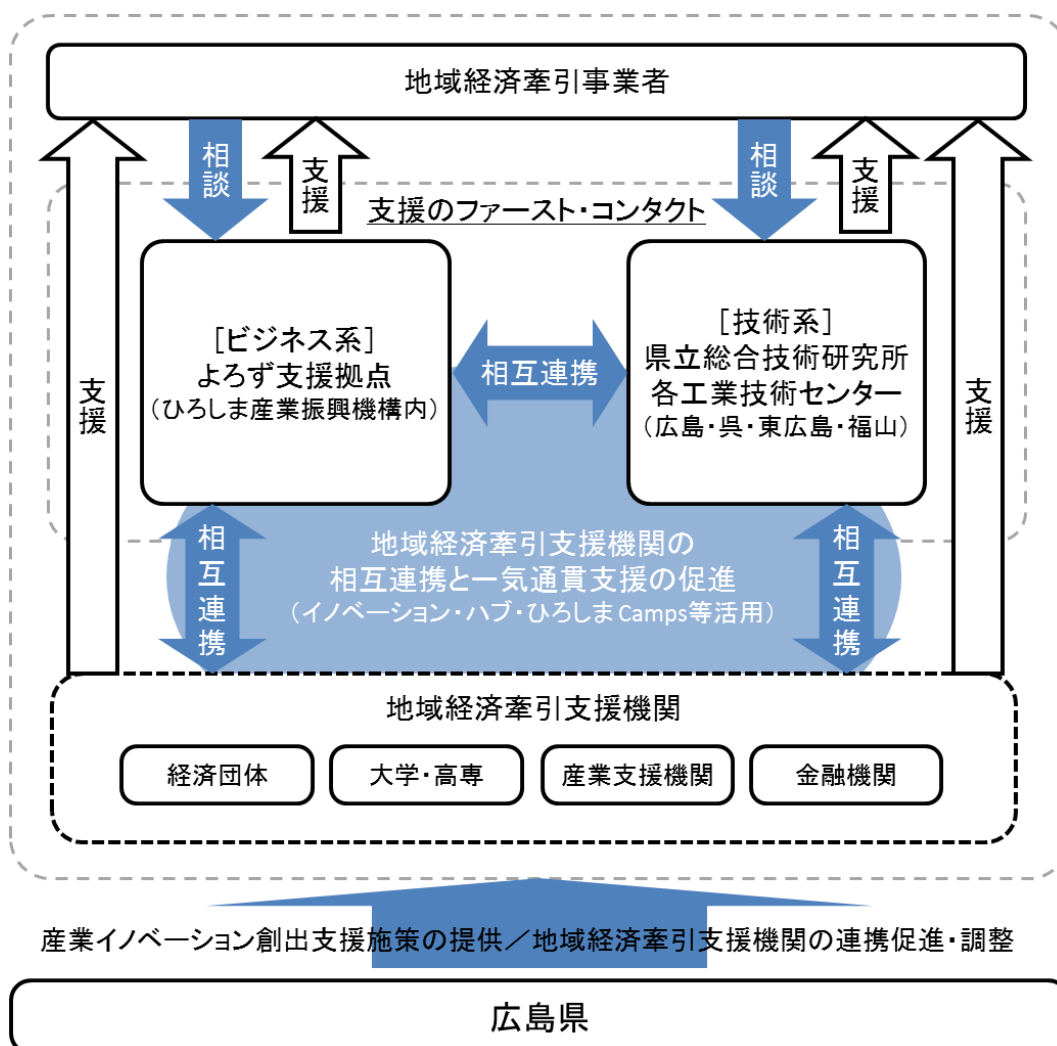 地域経済牽引事業者
相談
支援
相談
支援
支援のファースト・コンタクト
支援
［ビジネス系］
よろず支援拠点
（ひろしま産業振興機構内）
相互連携
［技術系］
県立総合技術研究所
各工業技術センター
（広島・呉・東広島・福山）
支援
相互連携
地域経済牽引支援機関の
相互連携と一気通貫支援の促進
（イノベーション・ハブ・ひろしまCamps等活用）
相互連携
地域経済牽引支援機関
経済団体
大学・高専
産業支援機関
金融機関
産業イノベーション創出支援施策の提供／地域経済牽引支援機関の連携促進・調整
広島県